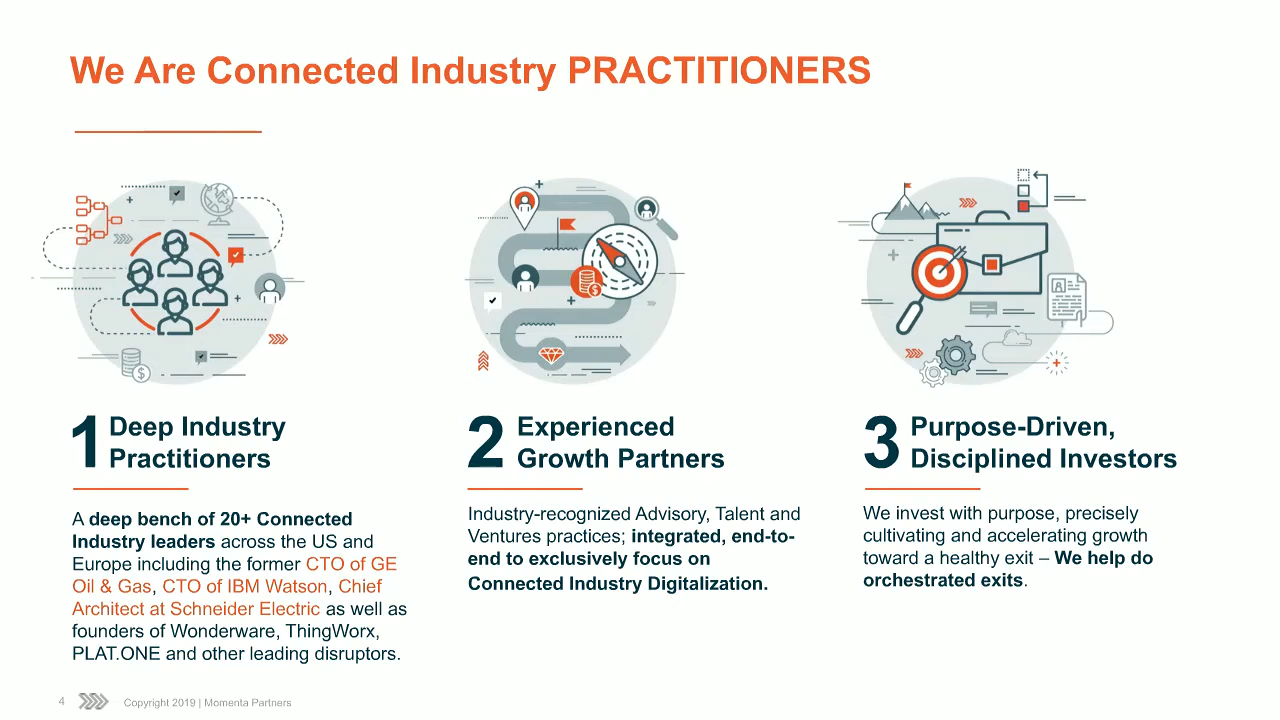 We Are Connected Industry PRACTITIONERS
1 Deep Industry
Practitioners
A deep bench of 20+ Connected
Industry leaders across the US and
Europe including the former CTO of GE
Oil & Gas, CTO of IBM Watson, Chief
Architect at Schneider Electric as well as
founders of Wonderware, ThingWorx,
PLAT.ONE and other leading disruptors.
2 Experienced
Growth Partners
Industry-recognized Advisory, Talent and
Ventures practices; integrated, end-to-
end to exclusively focus on
Connected Industry Digitalization.
3 Purpose-Driven,
Disciplined Investors
We invest with purpose, precisely
cultivating and accelerating growth
toward a healthy exit – We help do
orchestrated exits.
4
Copyright 2019 | Momenta Partners